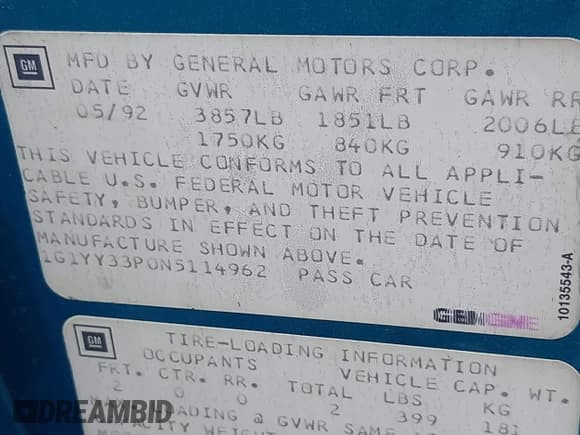 GM MFD BY GENERAL MOTORS CORP.
DATE GVWR GAWR FRT GAWR RR
05/92 3857LB 1851LB 2006LB
1750KG 840KG 910KG
THIS VEHICLE CONFORMS TO ALL APPLI-
CABLE U.S. FEDERAL MOTOR VEHICLE
SAFETY, BUMPER, AND THEFT PREVENTION
STANDARDS IN EFFECT ON THE DATE OF
MANUFACTURE SHOWN ABOVE.
1G1YY33P0N5114962 PASS CAR
10135543-A
GM TIRE-LOADING INFORMATION
OCCUPANTS VEHICLE CAP. WT.
FRT. CTR. RR. TOTAL LBS KG
2 0 0 2 399 181
LOADING @ GVWR SAME
DREAMBID